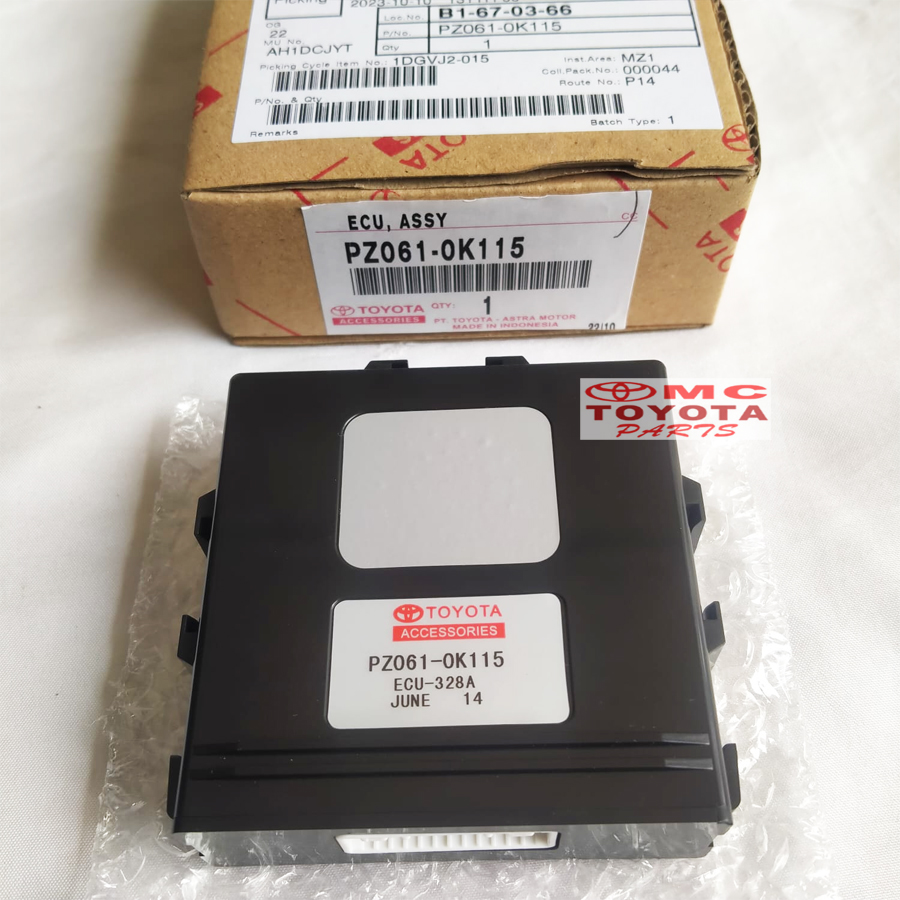 Picking
2023-10-10
DG
22
MU No.
AH1DCJYT
Loc.No. B1-67-03-66
P/No. PZ061-0K115
Qty 1
Picking Cycle Item No.: 1DGVJ2-015
Inst.Area: MZ1
Coll.Pack.No.: 000044
Route No.: P14
P/No. & Qty
Remarks
Batch Type: 1
TOYOTA
ECU, ASSY
CC
PZ061-0K115
TOYOTA
ACCESSORIES
QTY: 1
PT. TOYOTA - ASTRA MOTOR
MADE IN INDONESIA
22/10
MC
TOYOTA
PARTS
TOYOTA
ACCESSORIES
PZ061-0K115
ECU-328A
JUNE 14